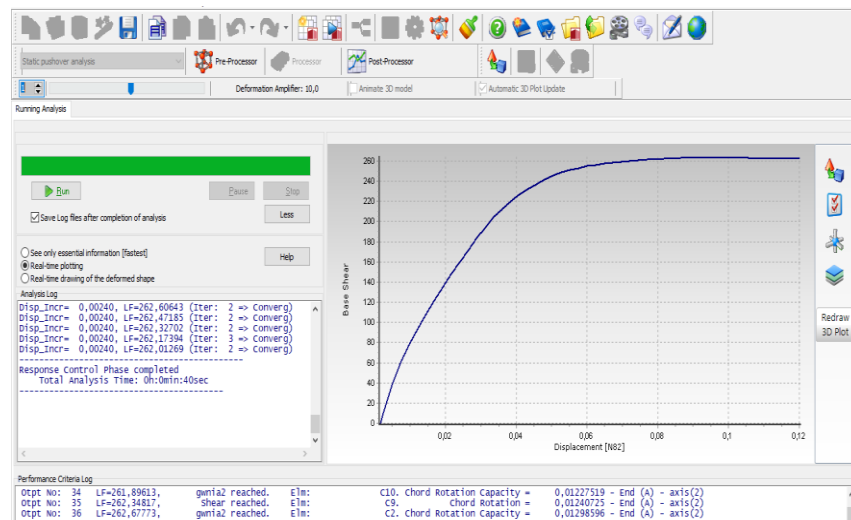 Static pushover analysis
Pre-Processor
Processor
Post-Processor
Deformation Amplifier: 10,0
Animate 3D model
Automatic 3D Plot Update
Running Analysis
Run
Pause
Stop
Save Log files after completion of analysis
Less
See only essential information [fastest]
Real-time plotting
Real-time drawing of the deformed shape
Help
Analysis Log
Disp_Incr= 0,00240, LF=262,60643 (Iter: 2 => Converg)
Disp_Incr= 0,00240, LF=262,47185 (Iter: 2 => Converg)
Disp_Incr= 0,00240, LF=262,32702 (Iter: 2 => Converg)
Disp_Incr= 0,00240, LF=262,17394 (Iter: 3 => Converg)
Disp_Incr= 0,00240, LF=262,01269 (Iter: 2 => Converg)
----------------------------------------
Response Control Phase completed
Total Analysis Time: 0h:0min:40sec
----------------------------------------
260
240
220
200
180
160
140
120
100
80
60
40
20
0
Base Shear
0,02 0,04 0,06 0,08 0,1 0,12
Displacement [N82]
Redraw
3D Plot
Performance Criteria Log
Otpt No: 34 LF=261,89613, gwnia2 reached. Elm: C10. Chord Rotation Capacity = 0,01227519 - End (A) - axis(2)
Otpt No: 35 LF=262,34817, Shear reached. Elm: C9. Chord Rotation = 0,01240725 - End (A) - axis(2)
Otpt No: 36 LF=262,67773, gwnia2 reached. Elm: C2. Chord Rotation Capacity = 0,01298596 - End (A) - axis(2)